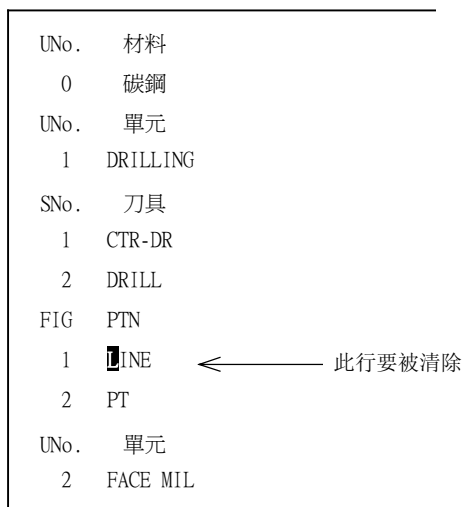 UNo. 材料
0 碳鋼
UNo. 單元
1 DRILLING
SNo. 刀具
1 CTR-DR
2 DRILL
FIG PTN
1 LINE 此行要被清除
2 PT
UNo. 單元
2 FACE MIL